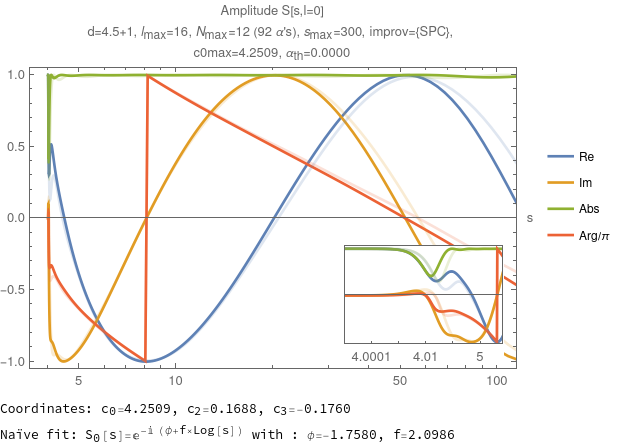 Amplitude S[s,l=0]
d=4.5+1, lmax=16, Nmax=12 (92 α's), smax=300, improv={SPC},
c0max=4.2509, αth=0.0000
1.0
0.5
0.0
-0.5
-1.0
s
5
10
50
100
4.0001
4.01
5
Re
Im
Abs
Arg/π
Coordinates: c0=4.2509, c2=0.1688, c3=-0.1760
Naïve fit: S0[s]=e^-i (ϕ+f×Log[s]) with : ϕ=-1.7580, f=2.0986